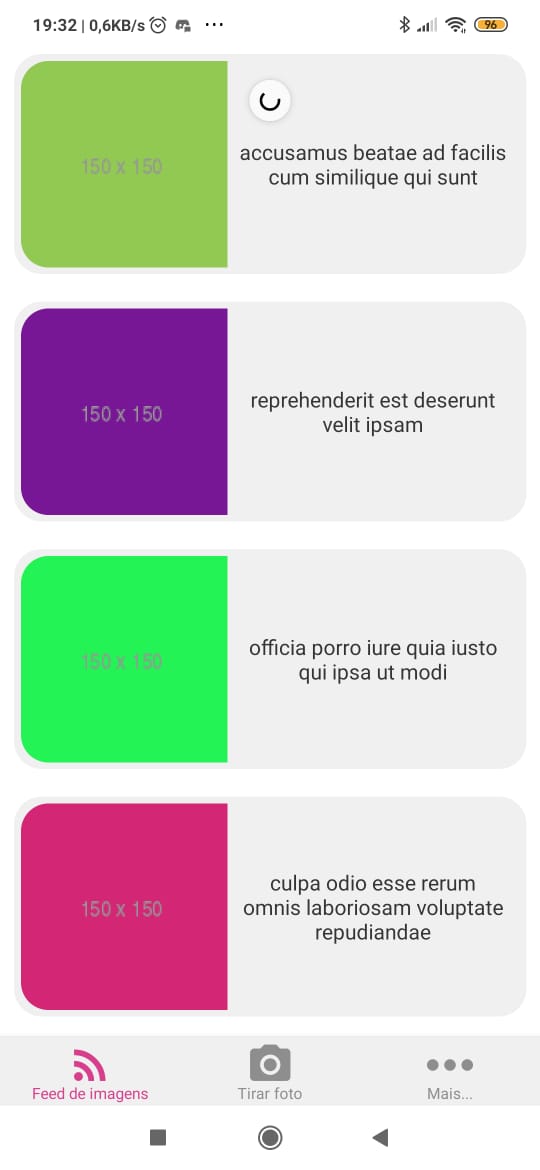 19:32 | 0,6KB/s ... 96
150 x 150
accusamus beatae ad facilis
cum similique qui sunt
150 x 150
reprehenderit est deserunt
velit ipsam
150 x 150
officia porro iure quia iusto
qui ipsa ut modi
150 x 150
culpa odio esse rerum
omnis laboriosam voluptate
repudiandae
Feed de imagens
Tirar foto
Mais...